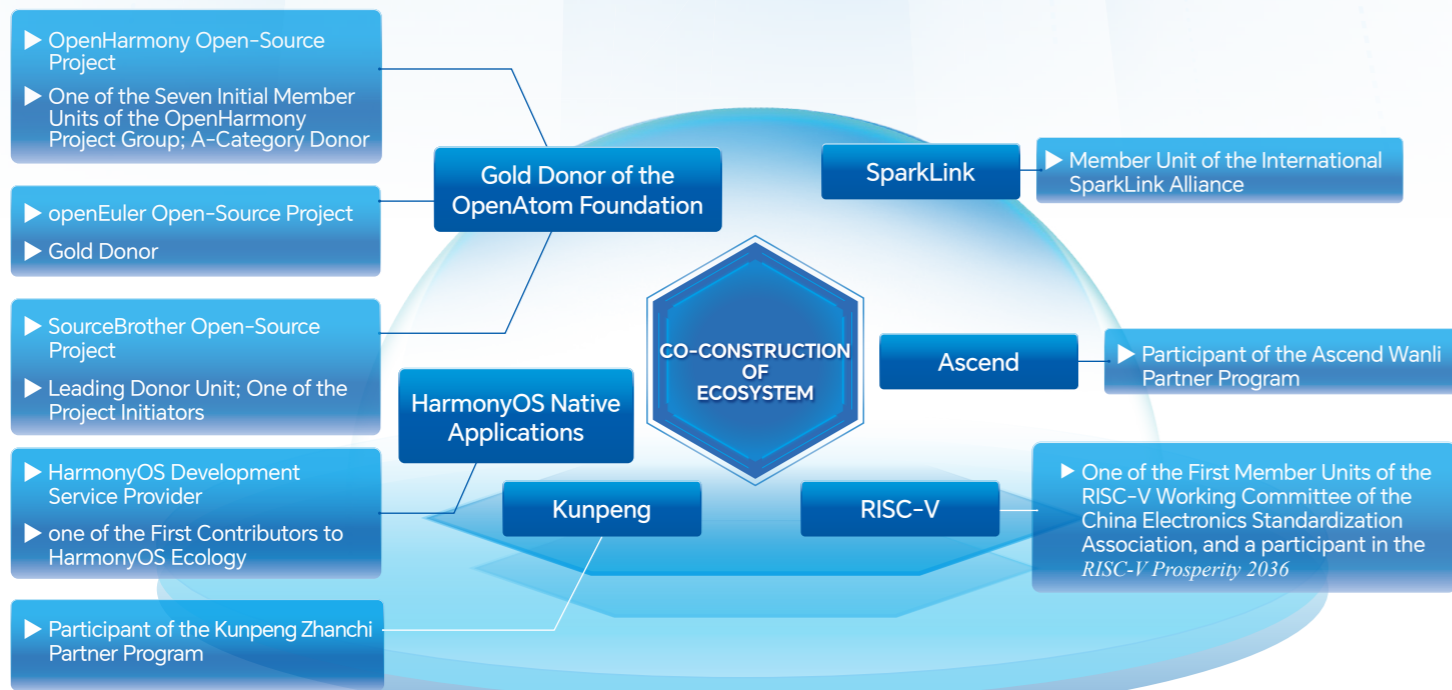 OpenHarmony Open-Source
Project
One of the Seven Initial Member
Units of the OpenHarmony
Project Group; A-Category Donor
openEuler Open-Source Project
Gold Donor
SourceBrother Open-Source
Project
Leading Donor Unit; One of the
Project Initiators
HarmonyOS Development
Service Provider
one of the First Contributors to
HarmonyOS Ecology
Participant of the Kunpeng Zhanchi
Partner Program
Gold Donor of the
OpenAtom Foundation
HarmonyOS Native
Applications
Kunpeng
CO-CONSTRUCTION
OF
ECOSYSTEM
SparkLink
Member Unit of the International
SparkLink Alliance
Ascend
Participant of the Ascend Wanli
Partner Program
RISC-V
One of the First Member Units of the
RISC-V Working Committee of the
China Electronics Standardization
Association, and a participant in the
RISC-V Prosperity 2036